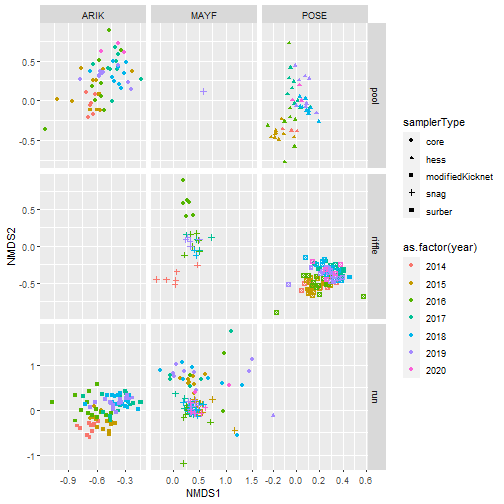 ARIK MAYF POSE
0.5
0.0
-0.5
pool
0.5
0.0
-0.5
riffle
1
0
-1
run
NMDS2
-0.9 -0.6 -0.3 0.0 0.5 1.0 1.5 -0.2 0.0 0.2 0.4 0.6
NMDS1
samplerType
core
hess
modifiedKicknet
snag
surber
as.factor(year)
2014
2015
2016
2017
2018
2019
2020